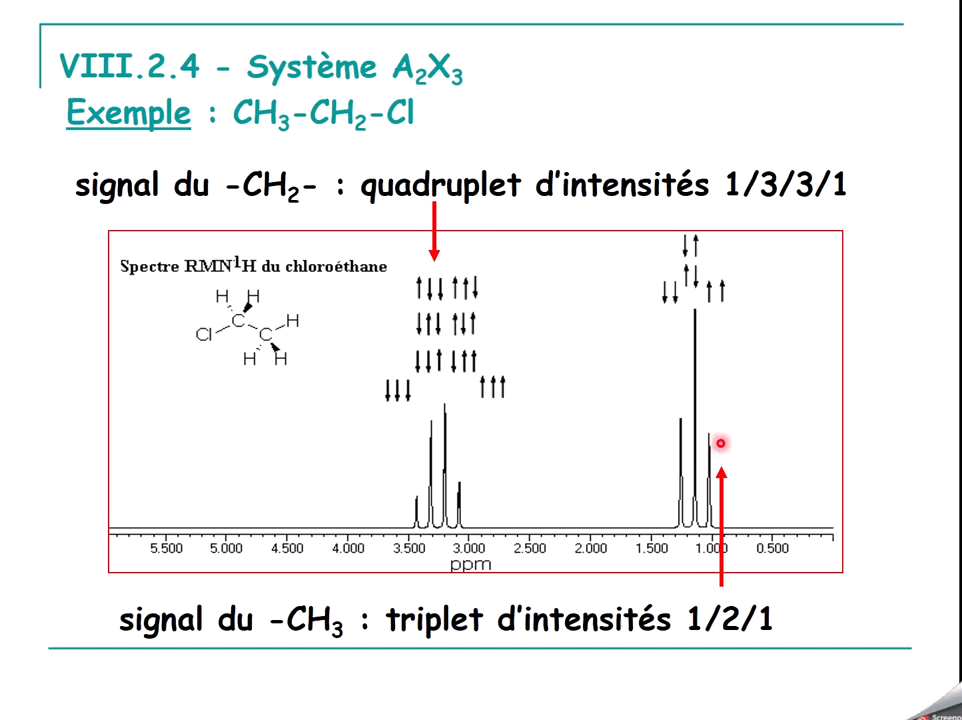 VIII.2.4 - Système A₂X₃
Exemple : CH₃-CH₂-Cl
signal du -CH₂- : quadruplet d'intensités 1/3/3/1
Spectre RMN¹H du chloroéthane
H H
Cl C C H
H H
5.500 5.000 4.500 4.000 3.500 3.000 2.500 2.000 1.500 1.000 0.500
ppm
signal du -CH₃ : triplet d'intensités 1/2/1